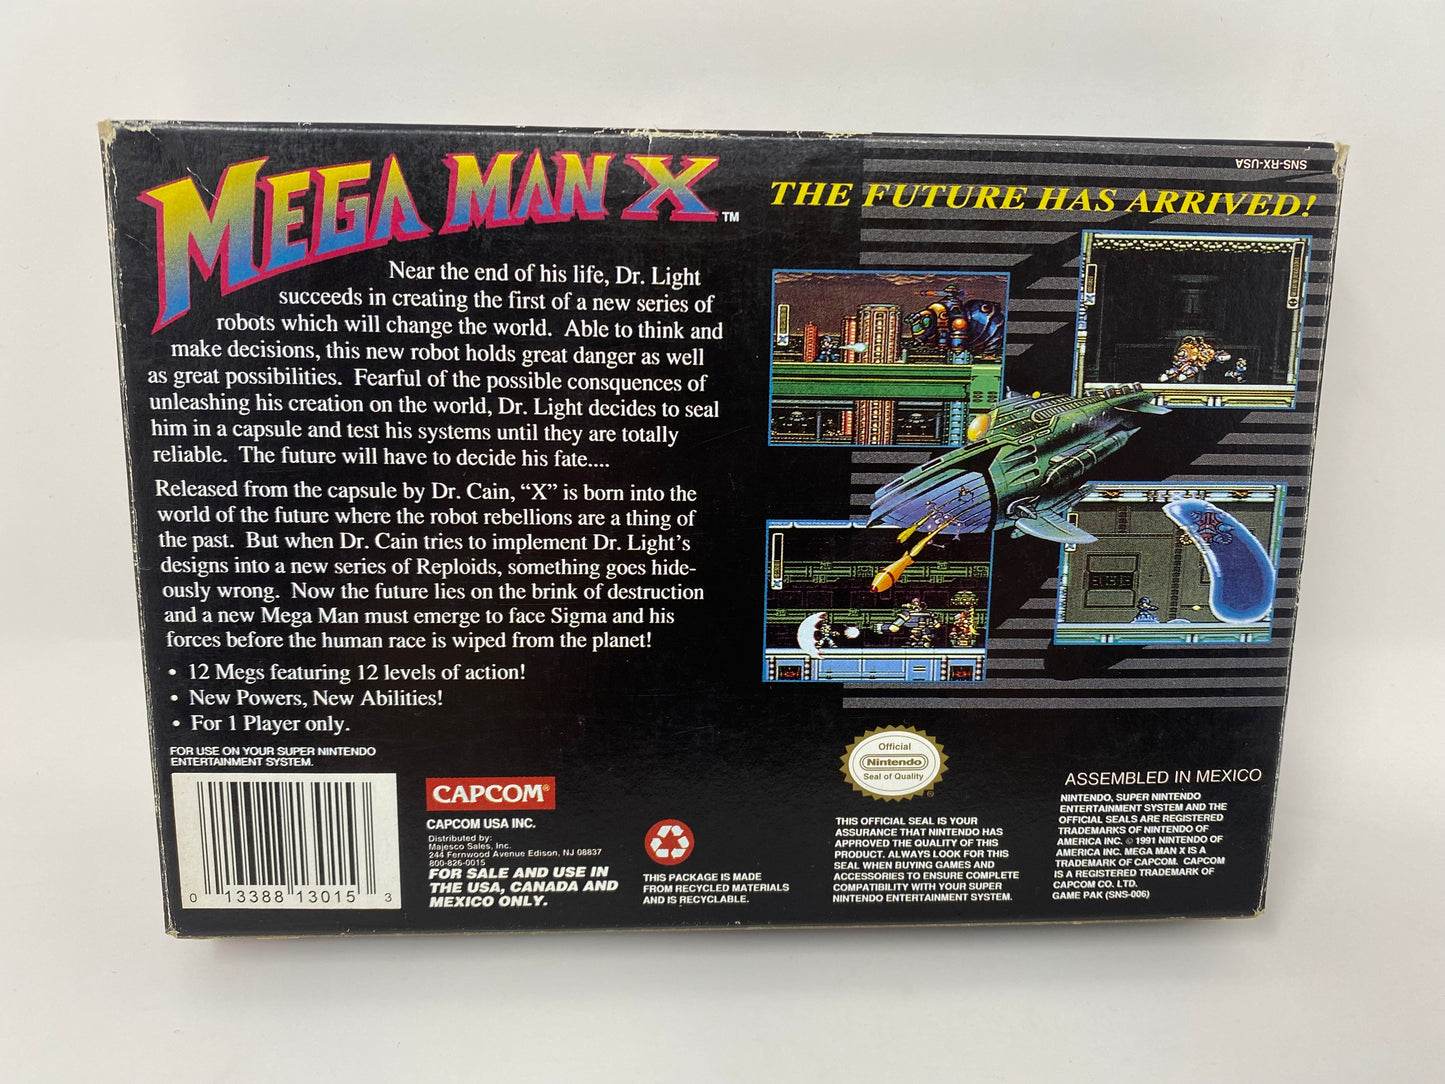 MEGA MAN X™
Near the end of his life, Dr. Light
succeeds in creating the first of a new series of
robots which will change the world. Able to think and
make decisions, this new robot holds great danger as well
as great possibilities. Fearful of the possible consquences of
unleashing his creation on the world, Dr. Light decides to seal
him in a capsule and test his systems until they are totally
reliable. The future will have to decide his fate....
Released from the capsule by Dr. Cain, “X” is born into the
world of the future where the robot rebellions are a thing of
the past. But when Dr. Cain tries to implement Dr. Light's
designs into a new series of Reploids, something goes hide-
ously wrong. Now the future lies on the brink of destruction
and a new Mega Man must emerge to face Sigma and his
forces before the human race is wiped from the planet!
• 12 Megs featuring 12 levels of action!
• New Powers, New Abilities!
• For 1 Player only.
FOR USE ON YOUR SUPER NINTENDO
ENTERTAINMENT SYSTEM.
0 13388 13015 3
CAPCOM®
CAPCOM USA INC.
Distributed by:
Majesco Sales, Inc.
244 Fernwood Avenue Edison, NJ 08837
800-826-0015
FOR SALE AND USE IN
THE USA, CANADA AND
MEXICO ONLY.
THIS PACKAGE IS MADE
FROM RECYCLED MATERIALS
AND IS RECYCLABLE.
SNS-RX-USA
THE FUTURE HAS ARRIVED!
Official
Nintendo
Seal of Quality
THIS OFFICIAL SEAL IS YOUR
ASSURANCE THAT NINTENDO HAS
APPROVED THE QUALITY OF THIS
PRODUCT. ALWAYS LOOK FOR THIS
SEAL WHEN BUYING GAMES AND
ACCESSORIES TO ENSURE COMPLETE
COMPATIBILITY WITH YOUR SUPER
NINTENDO ENTERTAINMENT SYSTEM.
ASSEMBLED IN MEXICO
NINTENDO, SUPER NINTENDO
ENTERTAINMENT SYSTEM AND THE
OFFICIAL SEALS ARE REGISTERED
TRADEMARKS OF NINTENDO OF
AMERICA INC. © 1991 NINTENDO OF
AMERICA INC. MEGA MAN X IS A
TRADEMARK OF CAPCOM. CAPCOM
IS A REGISTERED TRADEMARK OF
CAPCOM CO. LTD.
GAME PAK (SNS-006)